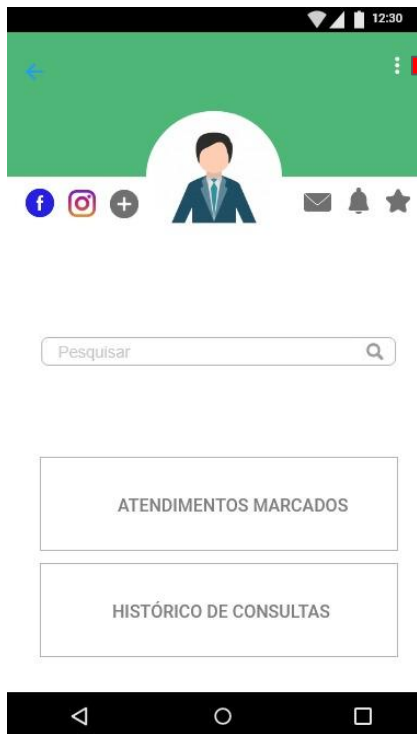 12:30
Pesquisar
ATENDIMENTOS MARCADOS
HISTÓRICO DE CONSULTAS